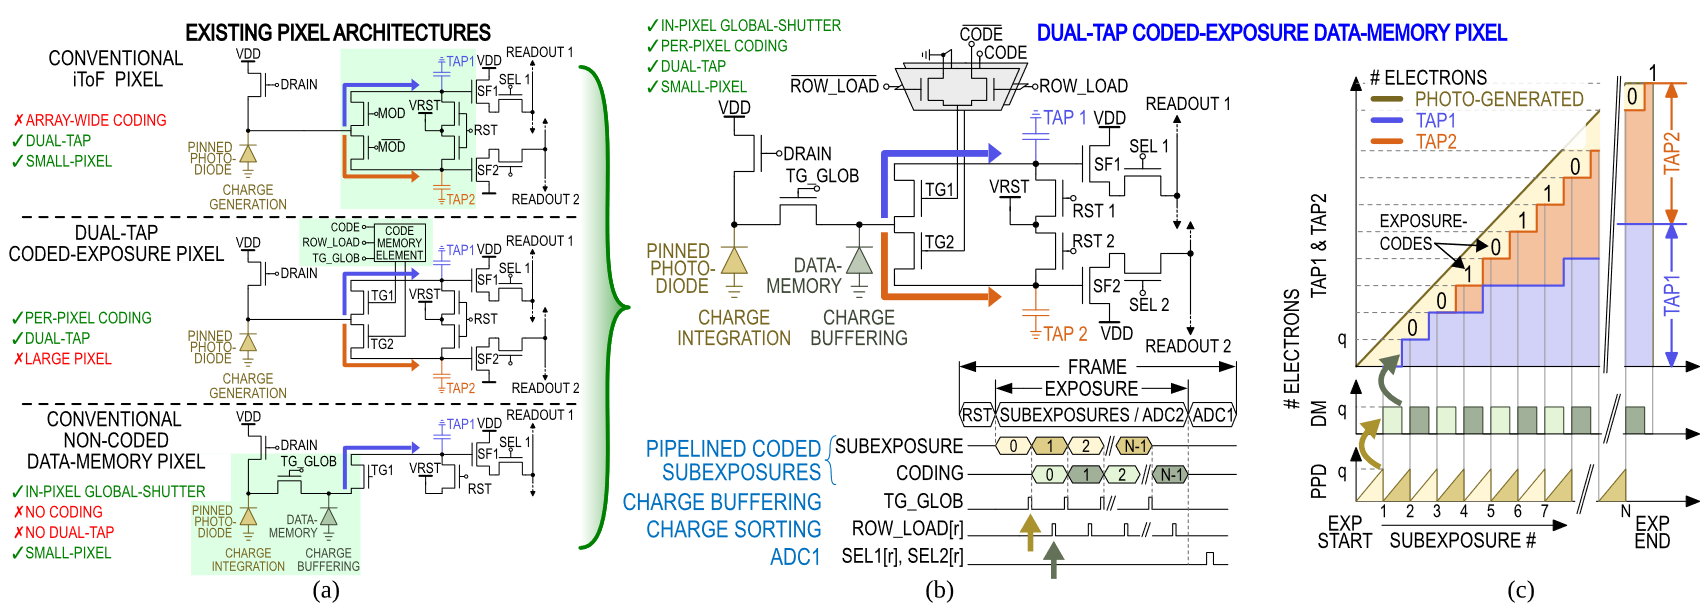 EXISTING PIXEL ARCHITECTURES
CONVENTIONAL
iToF PIXEL
✗ARRAY-WIDE CODING
✓DUAL-TAP
✓SMALL-PIXEL
VDD
DRAIN
PINNED
PHOTO-
DIODE
CHARGE
GENERATION
MOD
MOD
VRST
RST
TAP1
TAP2
VDD
SF1
SEL 1
SF2
READOUT 1
READOUT 2
DUAL-TAP
CODED-EXPOSURE PIXEL
✓PER-PIXEL CODING
✓DUAL-TAP
✗LARGE PIXEL
CODE
ROW_LOAD
TG_GLOB
CODE
MEMORY
ELEMENT
VDD
DRAIN
PINNED
PHOTO-
DIODE
CHARGE
GENERATION
TG1
TG2
VRST
RST
TAP1
TAP2
VDD
SF1
SEL 1
SF2
READOUT 1
READOUT 2
CONVENTIONAL
NON-CODED
DATA-MEMORY PIXEL
✓IN-PIXEL GLOBAL-SHUTTER
✗NO CODING
✗NO DUAL-TAP
✓SMALL-PIXEL
VDD
DRAIN
TG_GLOB
PINNED
PHOTO-
DIODE
DATA-
MEMORY
CHARGE
INTEGRATION
CHARGE
BUFFERING
TG1
VRST
RST
TAP1
VDD
SF1
SEL 1
READOUT 1
(a)
✓IN-PIXEL GLOBAL-SHUTTER
✓PER-PIXEL CODING
✓DUAL-TAP
✓SMALL-PIXEL
DUAL-TAP CODED-EXPOSURE DATA-MEMORY PIXEL
CODE
CODE
ROW_LOAD
ROW_LOAD
VDD
DRAIN
TG_GLOB
PINNED
PHOTO-
DIODE
DATA-
MEMORY
CHARGE
INTEGRATION
CHARGE
BUFFERING
TG1
TG2
TAP 1
VRST
RST 1
RST 2
TAP 2
VDD
SF1
SEL 1
SF2
SEL 2
VDD
READOUT 1
READOUT 2
FRAME
EXPOSURE
RST
SUBEXPOSURES / ADC2
ADC1
PIPELINED CODED
SUBEXPOSURES
SUBEXPOSURE
0 1 2 N-1
CODING
0 1 2 N-1
CHARGE BUFFERING
TG_GLOB
CHARGE SORTING
ROW_LOAD[r]
ADC1
SEL1[r], SEL2[r]
(b)
# ELECTRONS
PHOTO-GENERATED
TAP1
TAP2
EXPOSURE-
CODES
0 0 1 0 1 1 0 0 1
TAP2
TAP1
# ELECTRONS
TAP1 & TAP2
q
DM
q
PPD
q
EXP
START
1 2 3 4 5 6 7 N
SUBEXPOSURE #
EXP
END
(c)